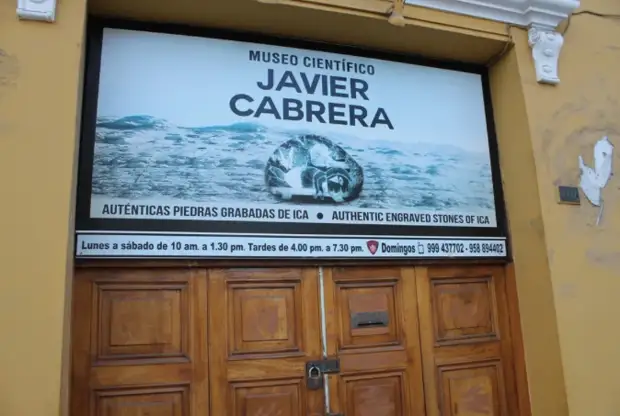 MUSEO CIENTÍFICO
JAVIER
CABRERA
AUTÉNTICAS PIEDRAS GRABADAS DE ICA ● AUTHENTIC ENGRAVED STONES OF ICA
Lunes a sábado de 10 am. a 1.30 pm. Tardes de 4.00 pm. a 7.30 pm. Domingos 999 437702 - 958 894402